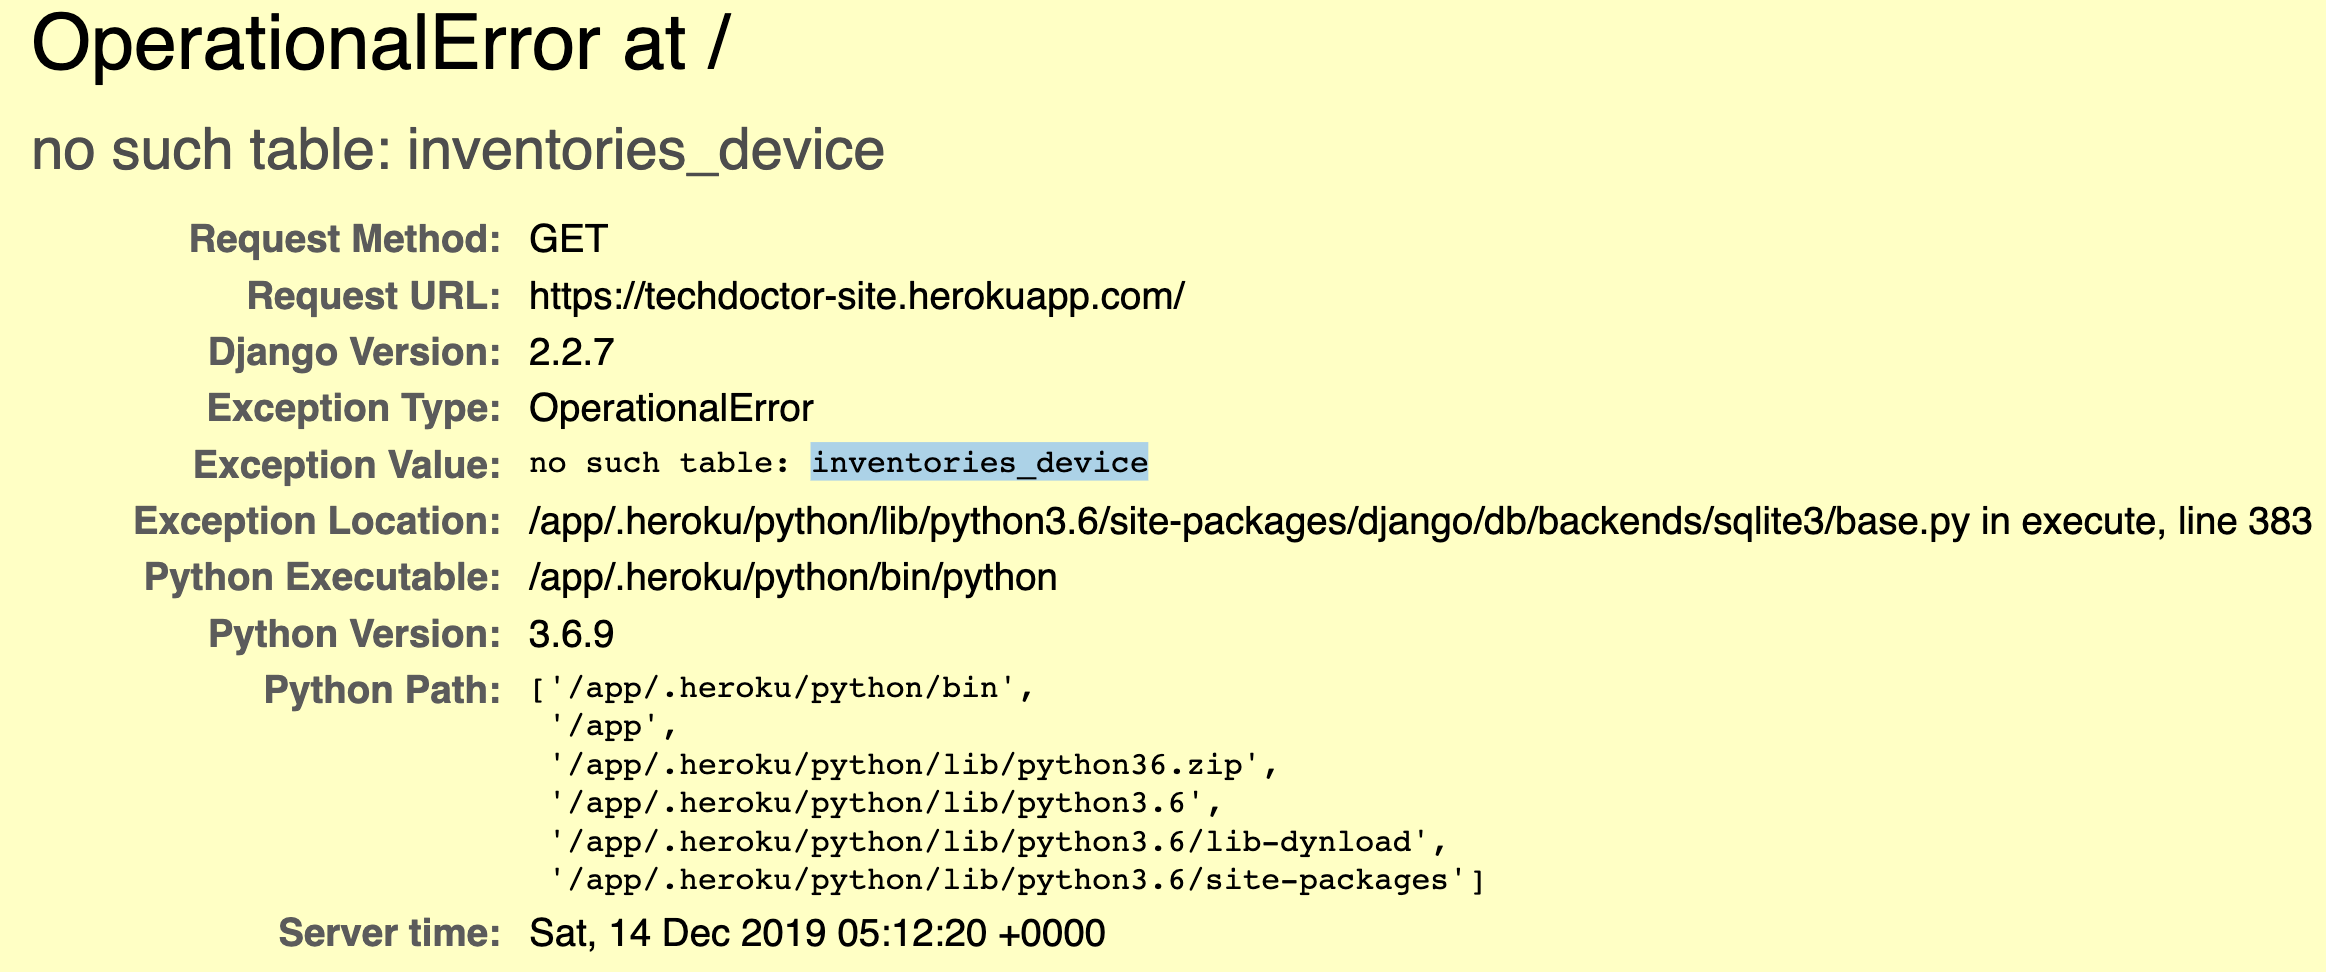 OperationalError at /
no such table: inventories_device
Request Method: GET
Request URL: https://techdoctor-site.herokuapp.com/
Django Version: 2.2.7
Exception Type: OperationalError
Exception Value: no such table: inventories_device
Exception Location: /app/.heroku/python/lib/python3.6/site-packages/django/db/backends/sqlite3/base.py in execute, line 383
Python Executable: /app/.heroku/python/bin/python
Python Version: 3.6.9
Python Path: ['/app/.heroku/python/bin',
'/app',
'/app/.heroku/python/lib/python36.zip',
'/app/.heroku/python/lib/python3.6',
'/app/.heroku/python/lib/python3.6/lib-dynload',
'/app/.heroku/python/lib/python3.6/site-packages']
Server time: Sat, 14 Dec 2019 05:12:20 +0000